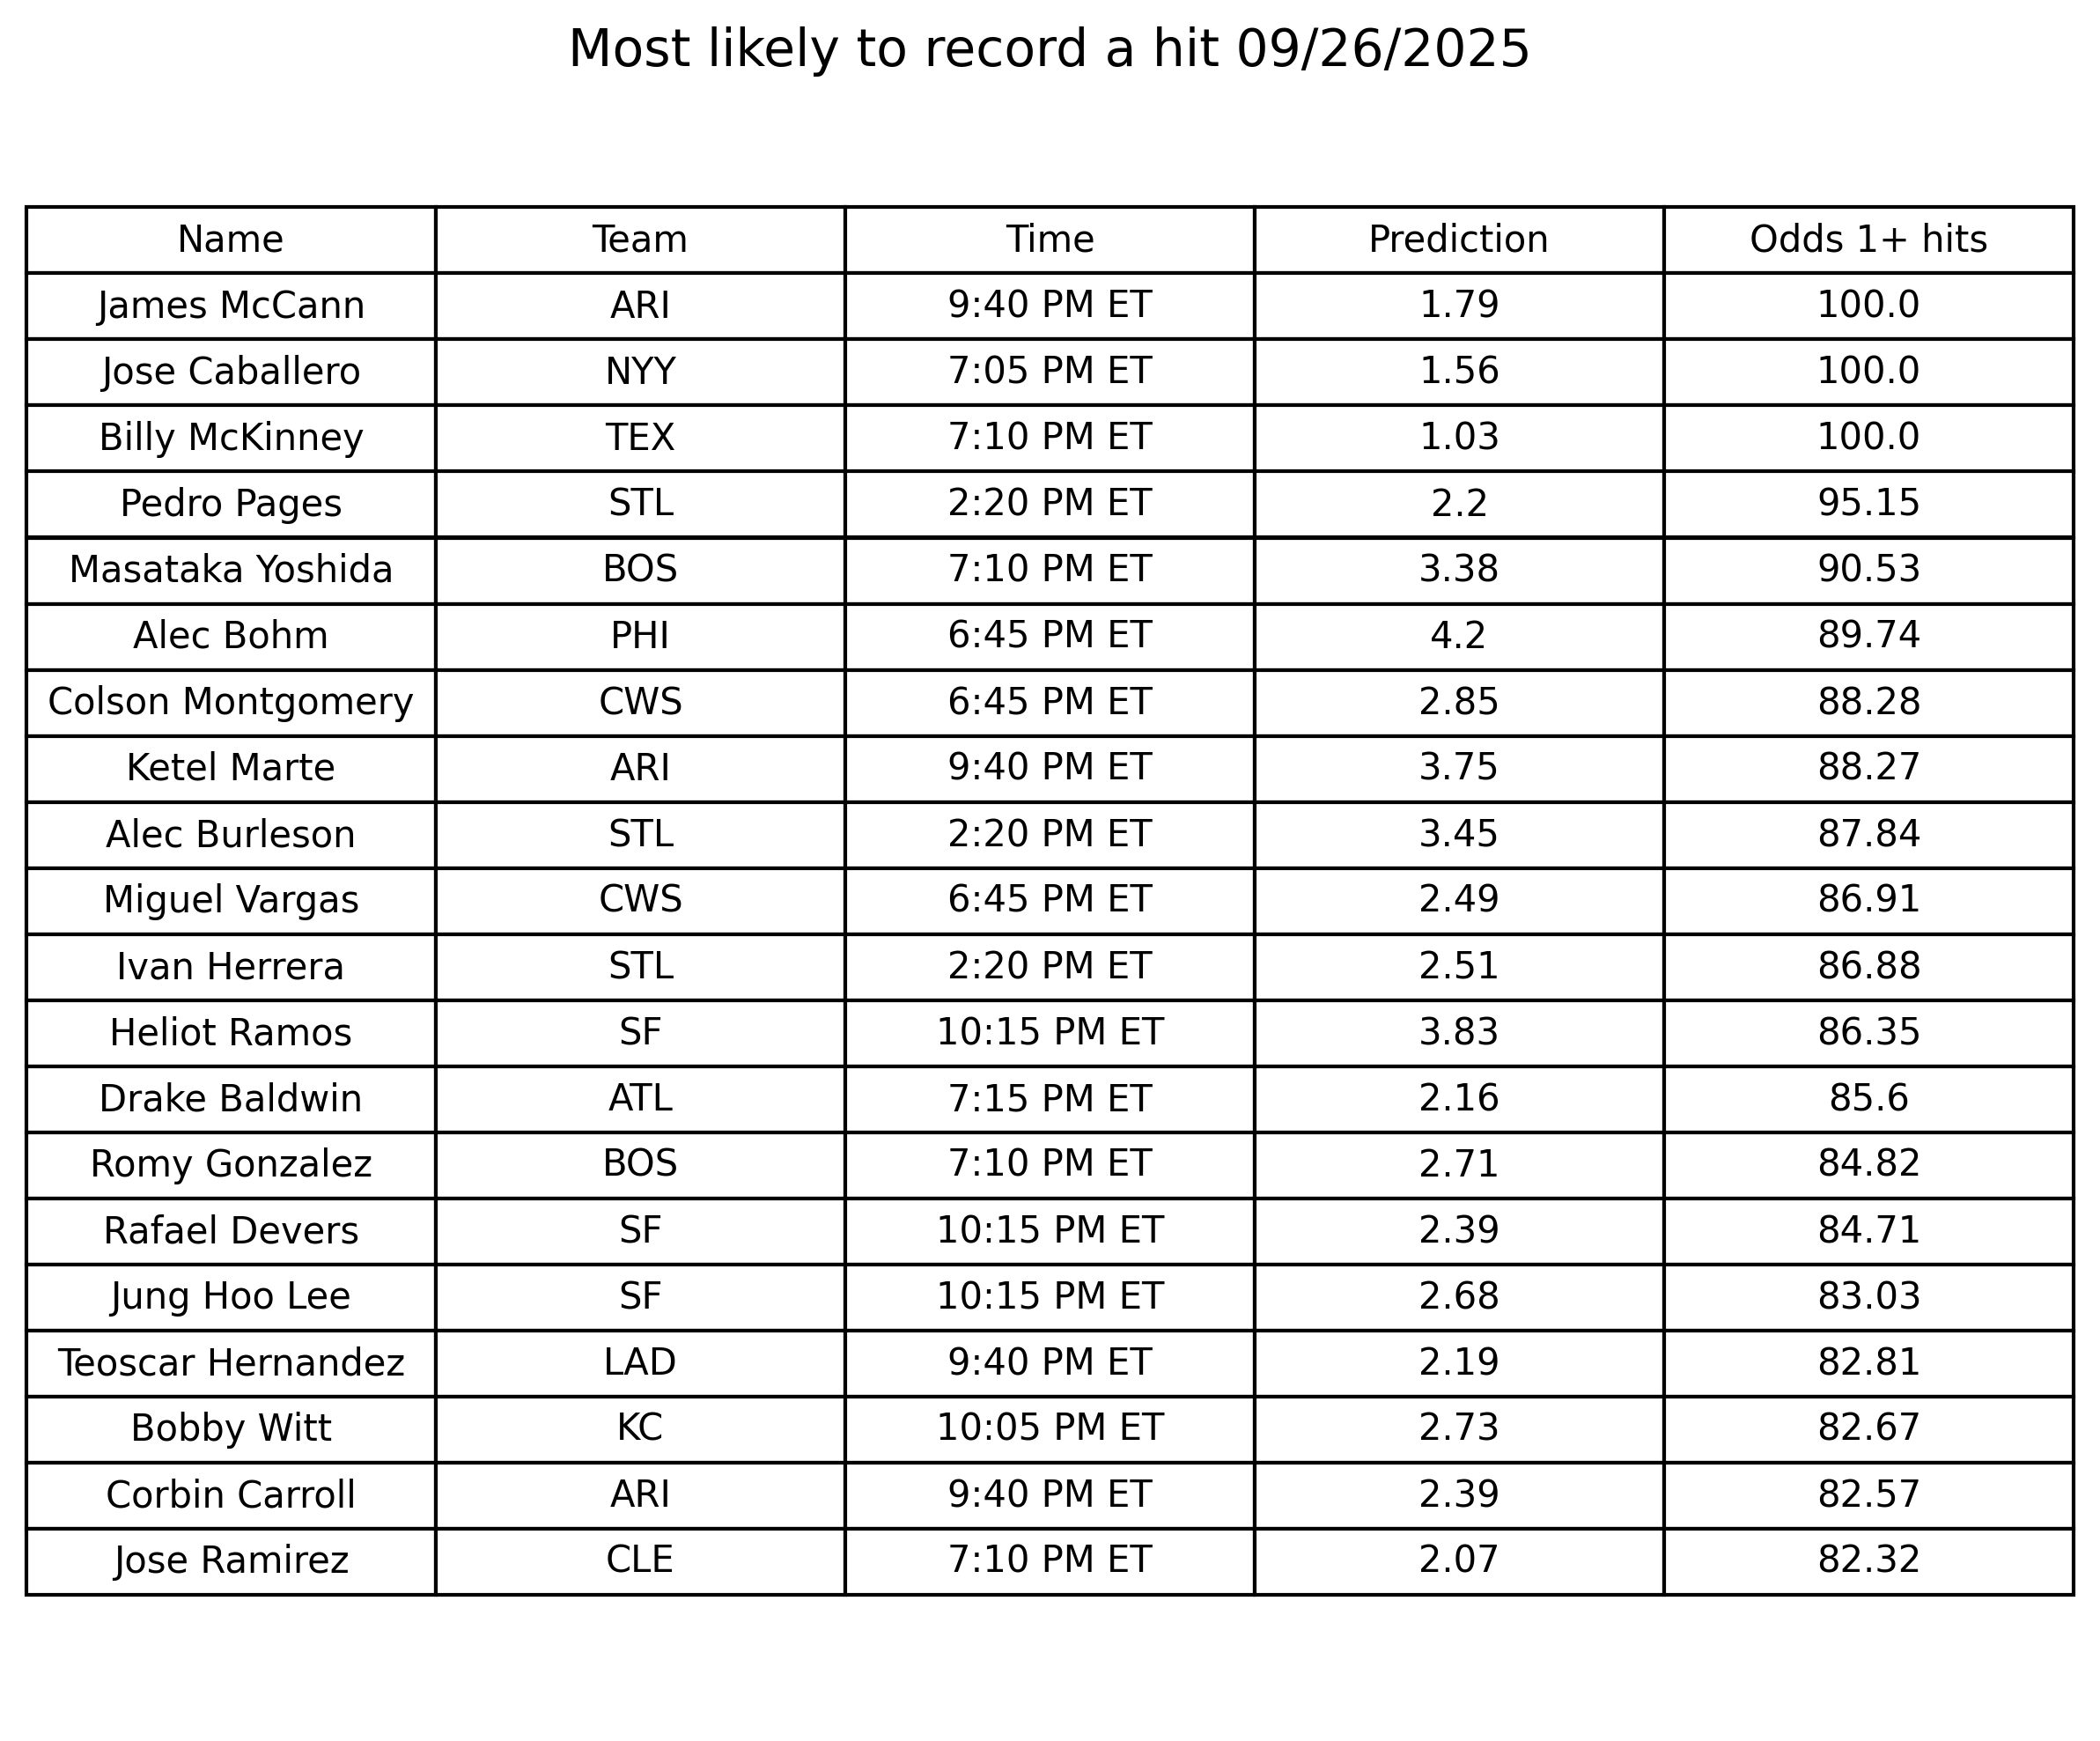 Most likely to record a hit 09/26/2025
Name Team Time Prediction Odds 1+ hits
James McCann ARI 9:40 PM ET 1.79 100.0
Jose Caballero NYY 7:05 PM ET 1.56 100.0
Billy McKinney TEX 7:10 PM ET 1.03 100.0
Pedro Pages STL 2:20 PM ET 2.2 95.15
Masataka Yoshida BOS 7:10 PM ET 3.38 90.53
Alec Bohm PHI 6:45 PM ET 4.2 89.74
Colson Montgomery CWS 6:45 PM ET 2.85 88.28
Ketel Marte ARI 9:40 PM ET 3.75 88.27
Alec Burleson STL 2:20 PM ET 3.45 87.84
Miguel Vargas CWS 6:45 PM ET 2.49 86.91
Ivan Herrera STL 2:20 PM ET 2.51 86.88
Heliot Ramos SF 10:15 PM ET 3.83 86.35
Drake Baldwin ATL 7:15 PM ET 2.16 85.6
Romy Gonzalez BOS 7:10 PM ET 2.71 84.82
Rafael Devers SF 10:15 PM ET 2.39 84.71
Jung Hoo Lee SF 10:15 PM ET 2.68 83.03
Teoscar Hernandez LAD 9:40 PM ET 2.19 82.81
Bobby Witt KC 10:05 PM ET 2.73 82.67
Corbin Carroll ARI 9:40 PM ET 2.39 82.57
Jose Ramirez CLE 7:10 PM ET 2.07 82.32